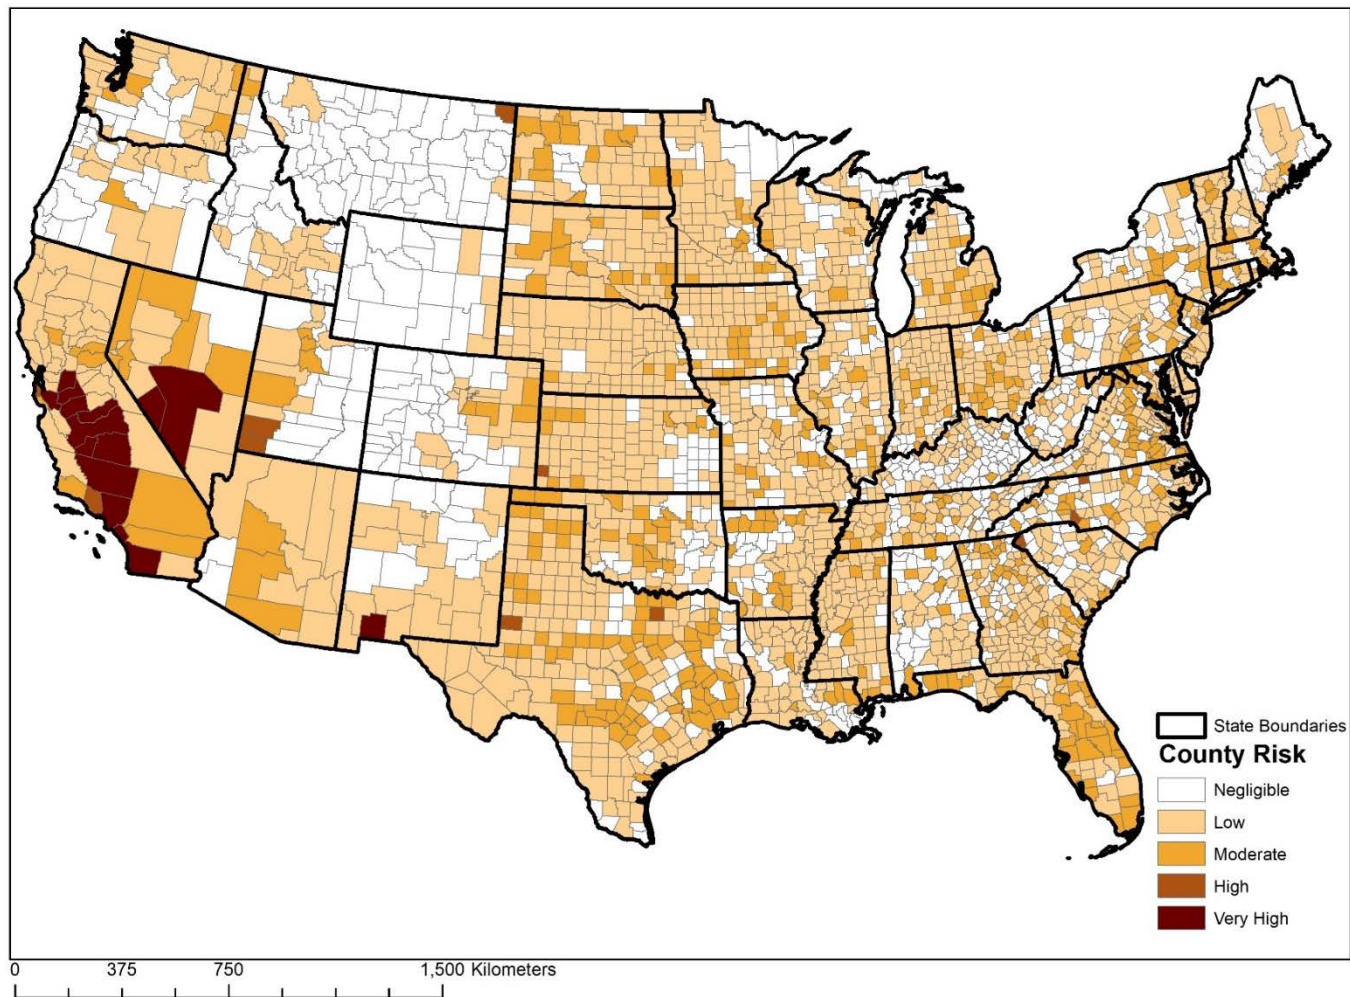 State Boundaries
County Risk
Negligible
Low
Moderate
High
Very High
0 375 750 1,500 Kilometers